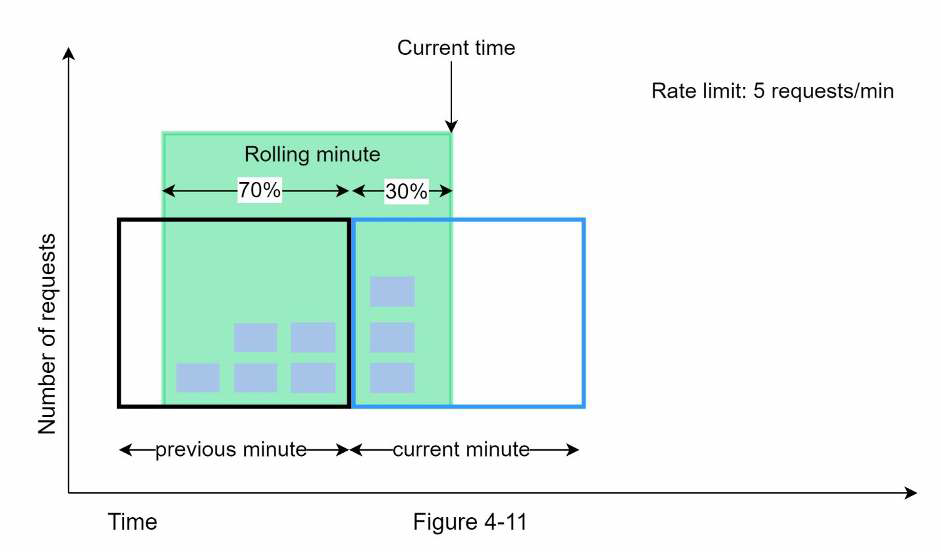 Current time
Rate limit: 5 requests/min
Rolling minute
70%
30%
Number of requests
previous minute
current minute
Time
Figure 4-11